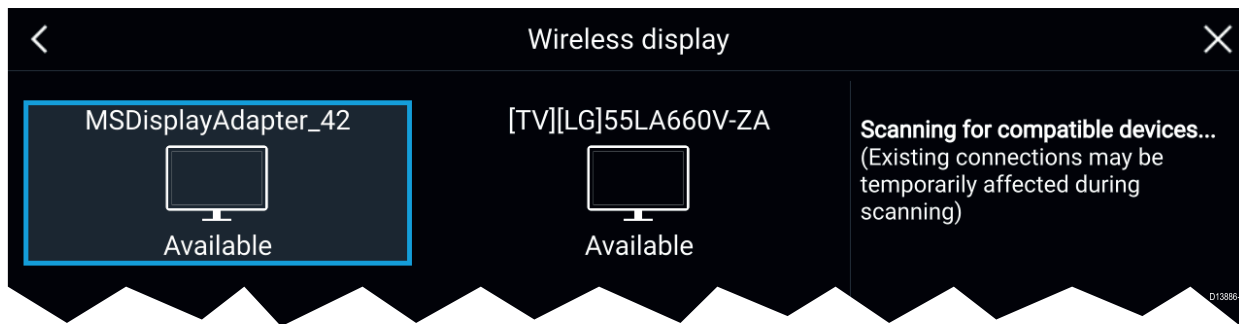 Wireless display
MSDisplayAdapter_42
Available
[TV][LG]55LA660V-ZA
Available
Scanning for compatible devices...
(Existing connections may be
temporarily affected during
scanning)
D13886-